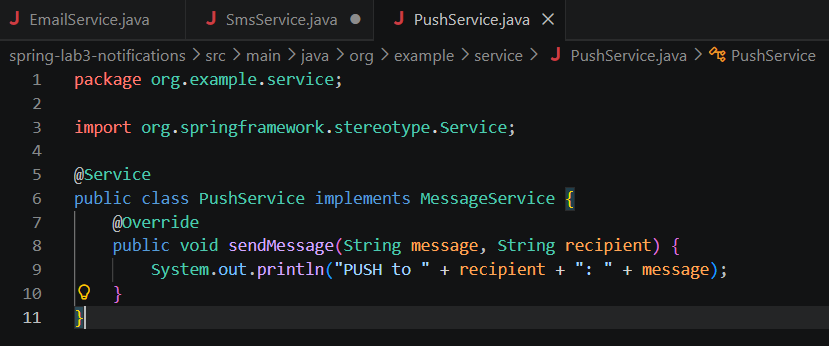 EmailService.java SmsService.java PushService.java
spring-lab3-notifications > src > main > java > org > example > service > PushService.java > PushService
1 package org.example.service;
2
3 import org.springframework.stereotype.Service;
4
5 @Service
6 public class PushService implements MessageService {
7     @Override
8     public void sendMessage(String message, String recipient) {
9         System.out.println("PUSH to " + recipient + ": " + message);
10     }
11 }